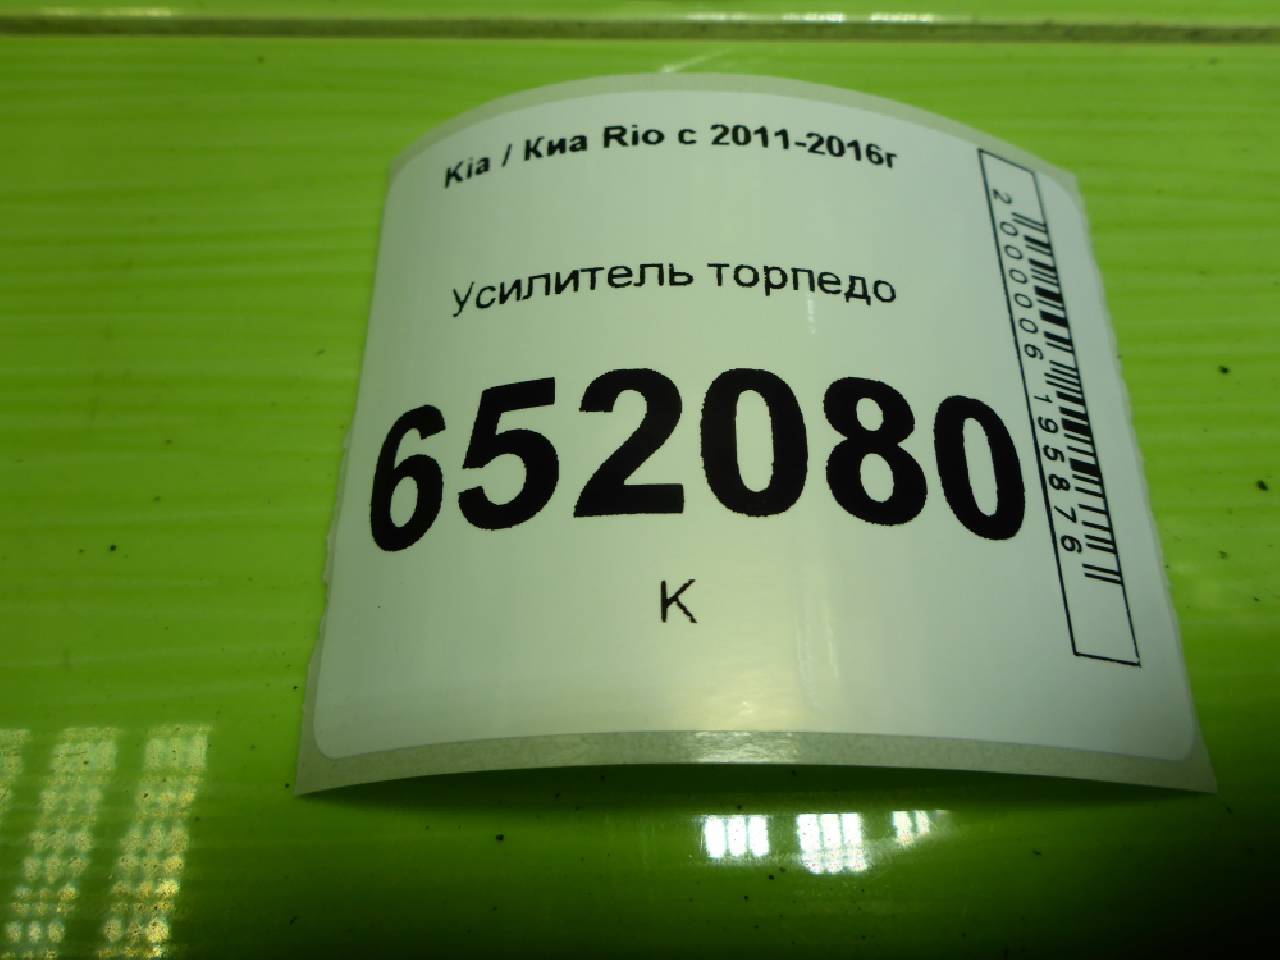 Kia / Киа Rio с 2011-2016г
Усилитель торпедо
652080
К
2000006195876